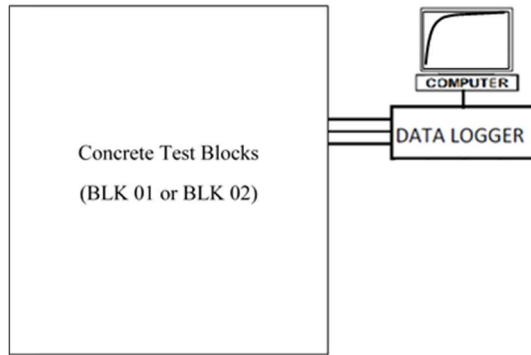 COMPUTER
DATA LOGGER
Concrete Test Blocks
(BLK 01 or BLK 02)